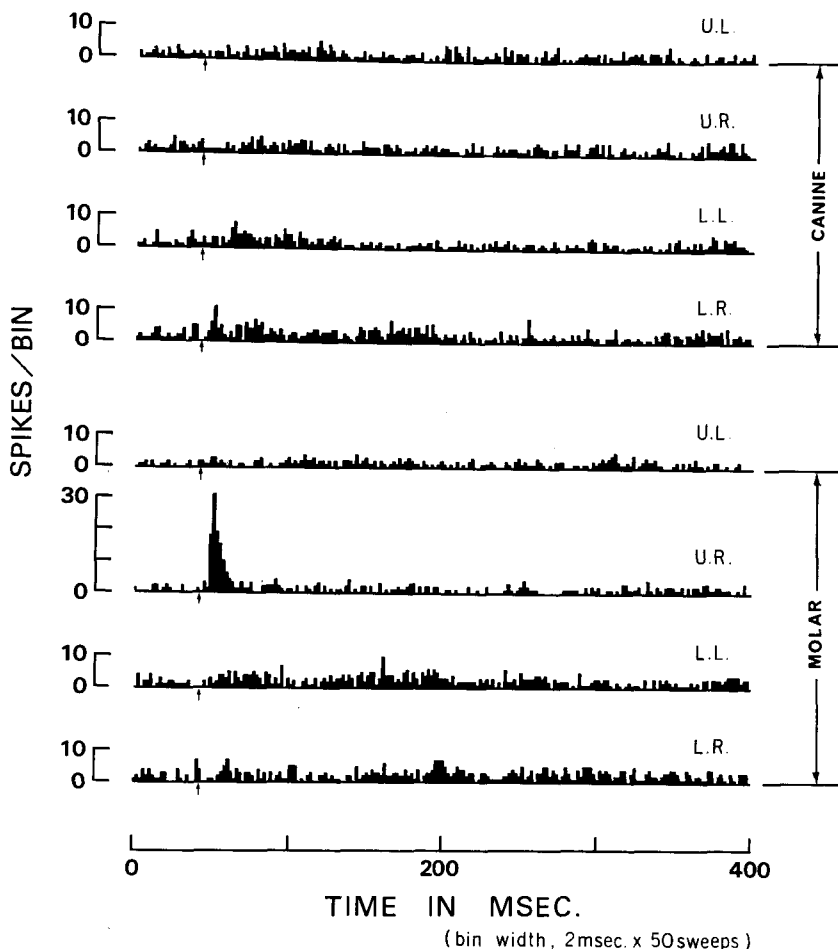 10
0
U.L.
10
0
U.R.
10
0
L.L.
10
0
L.R.
CANINE
SPIKES/BIN
10
0
U.L.
30
0
U.R.
10
0
L.L.
10
0
L.R.
MOLAR
0 200 400
TIME IN MSEC.
(bin width, 2msec. x 50sweeps)